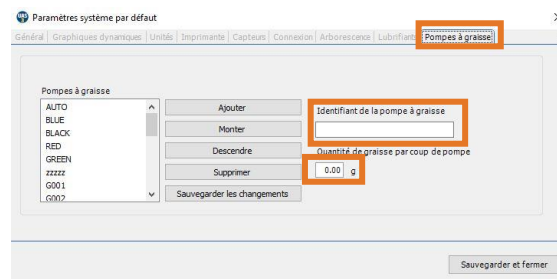 UAS Paramètres système par défaut
Général Graphiques dynamiques Unités Imprimante Capteurs Connexion Arborescence Lubrifiants Pompes à graisse
Pompes à graisse
AUTO
BLUE
BLACK
RED
GREEN
zzzzz
G001
G002
Ajouter
Monter
Descendre
Supprimer
Sauvegarder les changements
Identifiant de la pompe à graisse
Quantité de graisse par coup de pompe
0.00 g
Sauvegarder et fermer